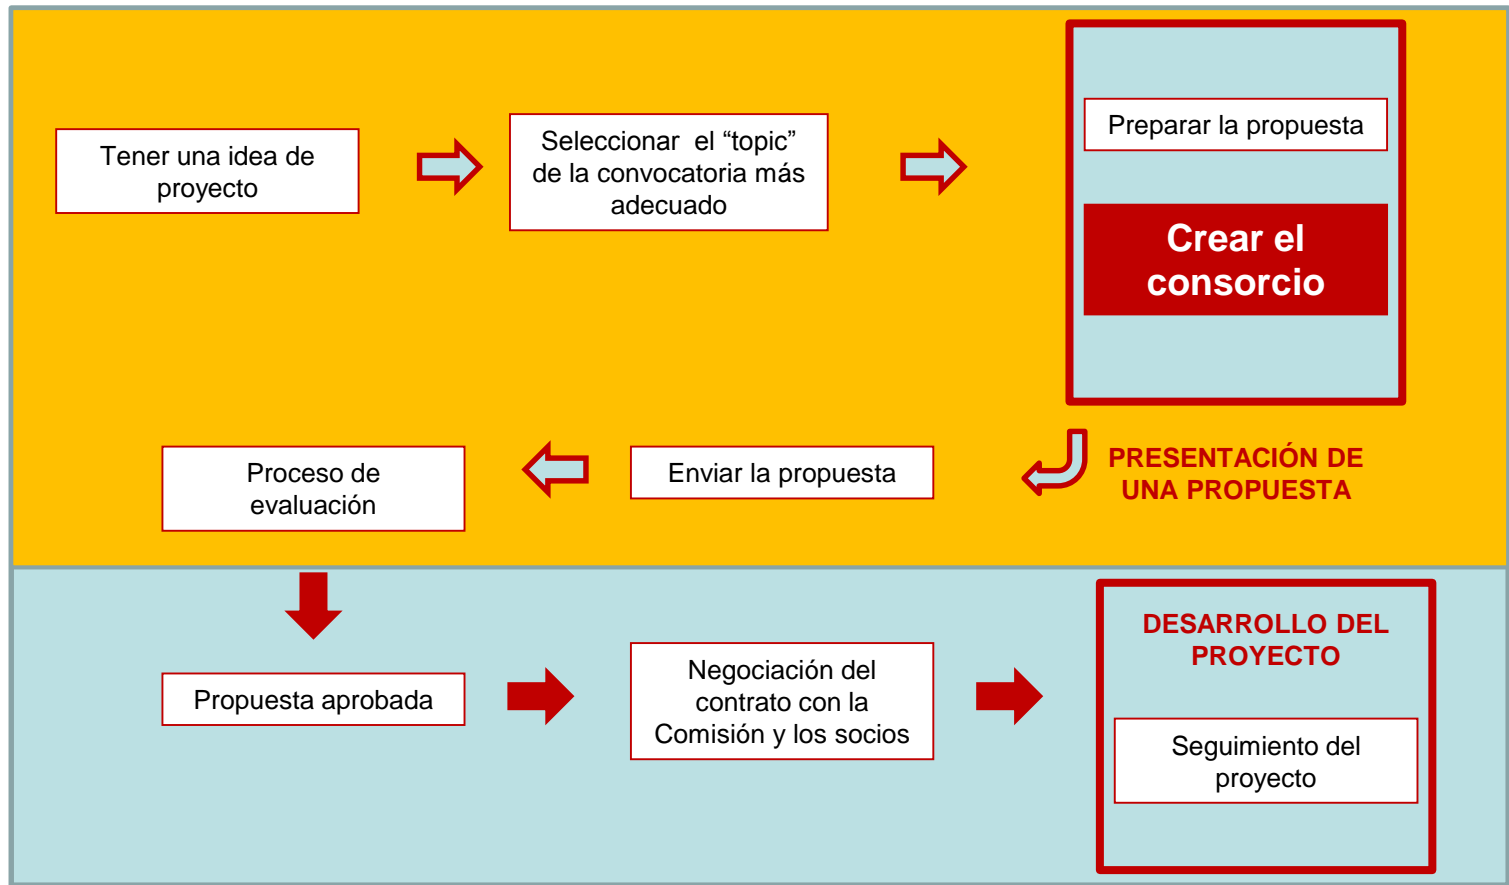 Tener una idea de
proyecto
Seleccionar el “topic”
de la convocatoria más
adecuado
Preparar la propuesta
Crear el
consorcio
PRESENTACIÓN DE
UNA PROPUESTA
Enviar la propuesta
Proceso de
evaluación
Propuesta aprobada
Negociación del
contrato con la
Comisión y los socios
DESARROLLO DEL
PROYECTO
Seguimiento del
proyecto